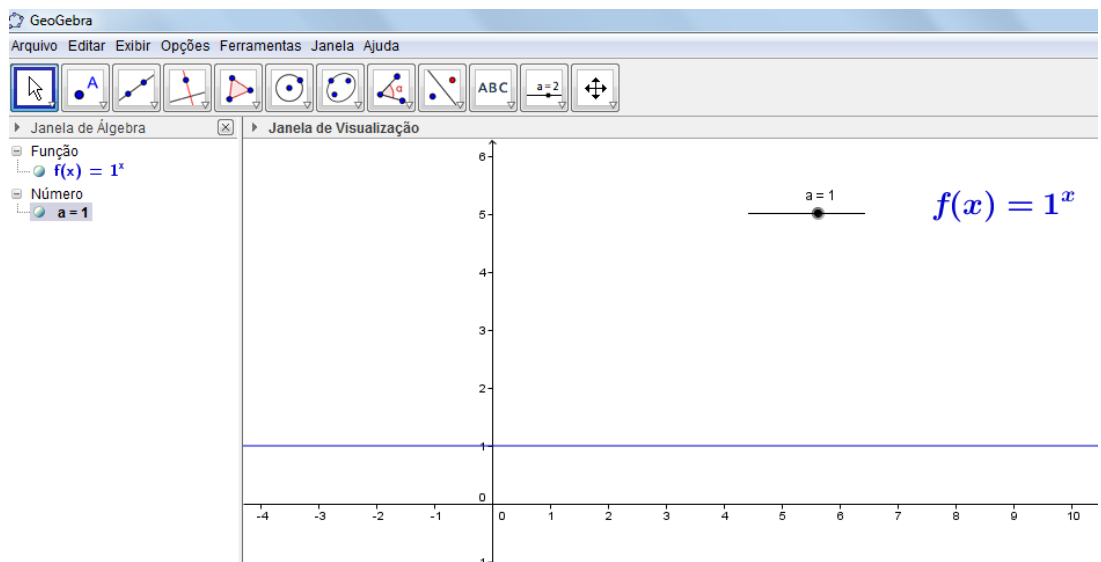 GeoGebra
Arquivo Editar Exibir Opções Ferramentas Janela Ajuda
A
α
ABC
a=2
Janela de Álgebra
Janela de Visualização
Função
f(x) = 1ˣ
Número
a = 1
a = 1
f(x) = 1ˣ
6
5
4
3
2
1
0
-4 -3 -2 -1 0 1 2 3 4 5 6 7 8 9 10